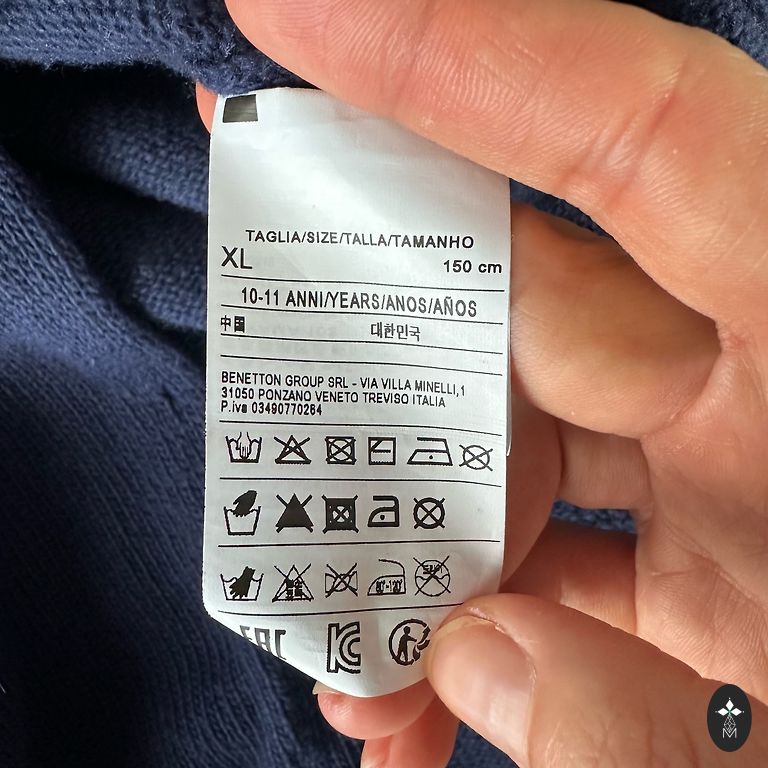 TAGLIA/SIZE/TALLA/TAMANHO
XL 150 cm
10-11 ANNI/YEARS/ANOS/AÑOS
中国 대한민국
BENETTON GROUP SRL - VIA VILLA MINELLI,1
31050 PONZANO VENETO TREVISO ITALIA
P.iva 03490770264
EAC KC